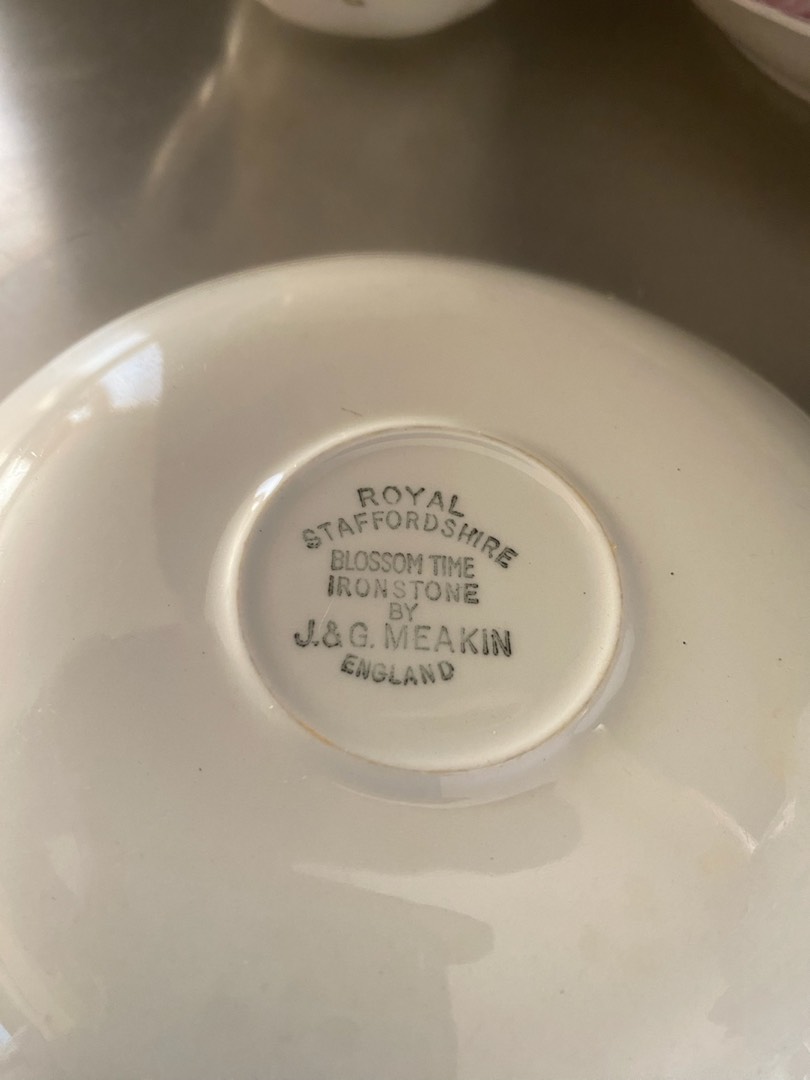 ROYAL
STAFFORDSHIRE
BLOSSOM TIME
IRONSTONE
BY
J.&G. MEAKIN
ENGLAND